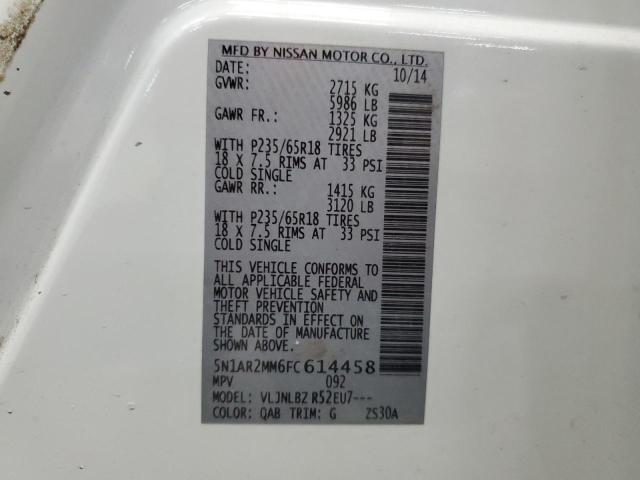 MFD BY NISSAN MOTOR CO., LTD.
DATE: 10/14
GVWR: 2715 KG
5986 LB
GAWR FR.: 1325 KG
2921 LB
WITH P235/65R18 TIRES
18 X 7.5 RIMS AT 33 PSI
COLD SINGLE
GAWR RR.: 1415 KG
3120 LB
WITH P235/65R18 TIRES
18 X 7.5 RIMS AT 33 PSI
COLD SINGLE
THIS VEHICLE CONFORMS TO
ALL APPLICABLE FEDERAL
MOTOR VEHICLE SAFETY AND
THEFT PREVENTION
STANDARDS IN EFFECT ON
THE DATE OF MANUFACTURE
SHOWN ABOVE.
5N1AR2MM6FC614458
MPV 092
MODEL: VLJNLBZ R52EU7---
COLOR: QAB TRIM: G ZS30A